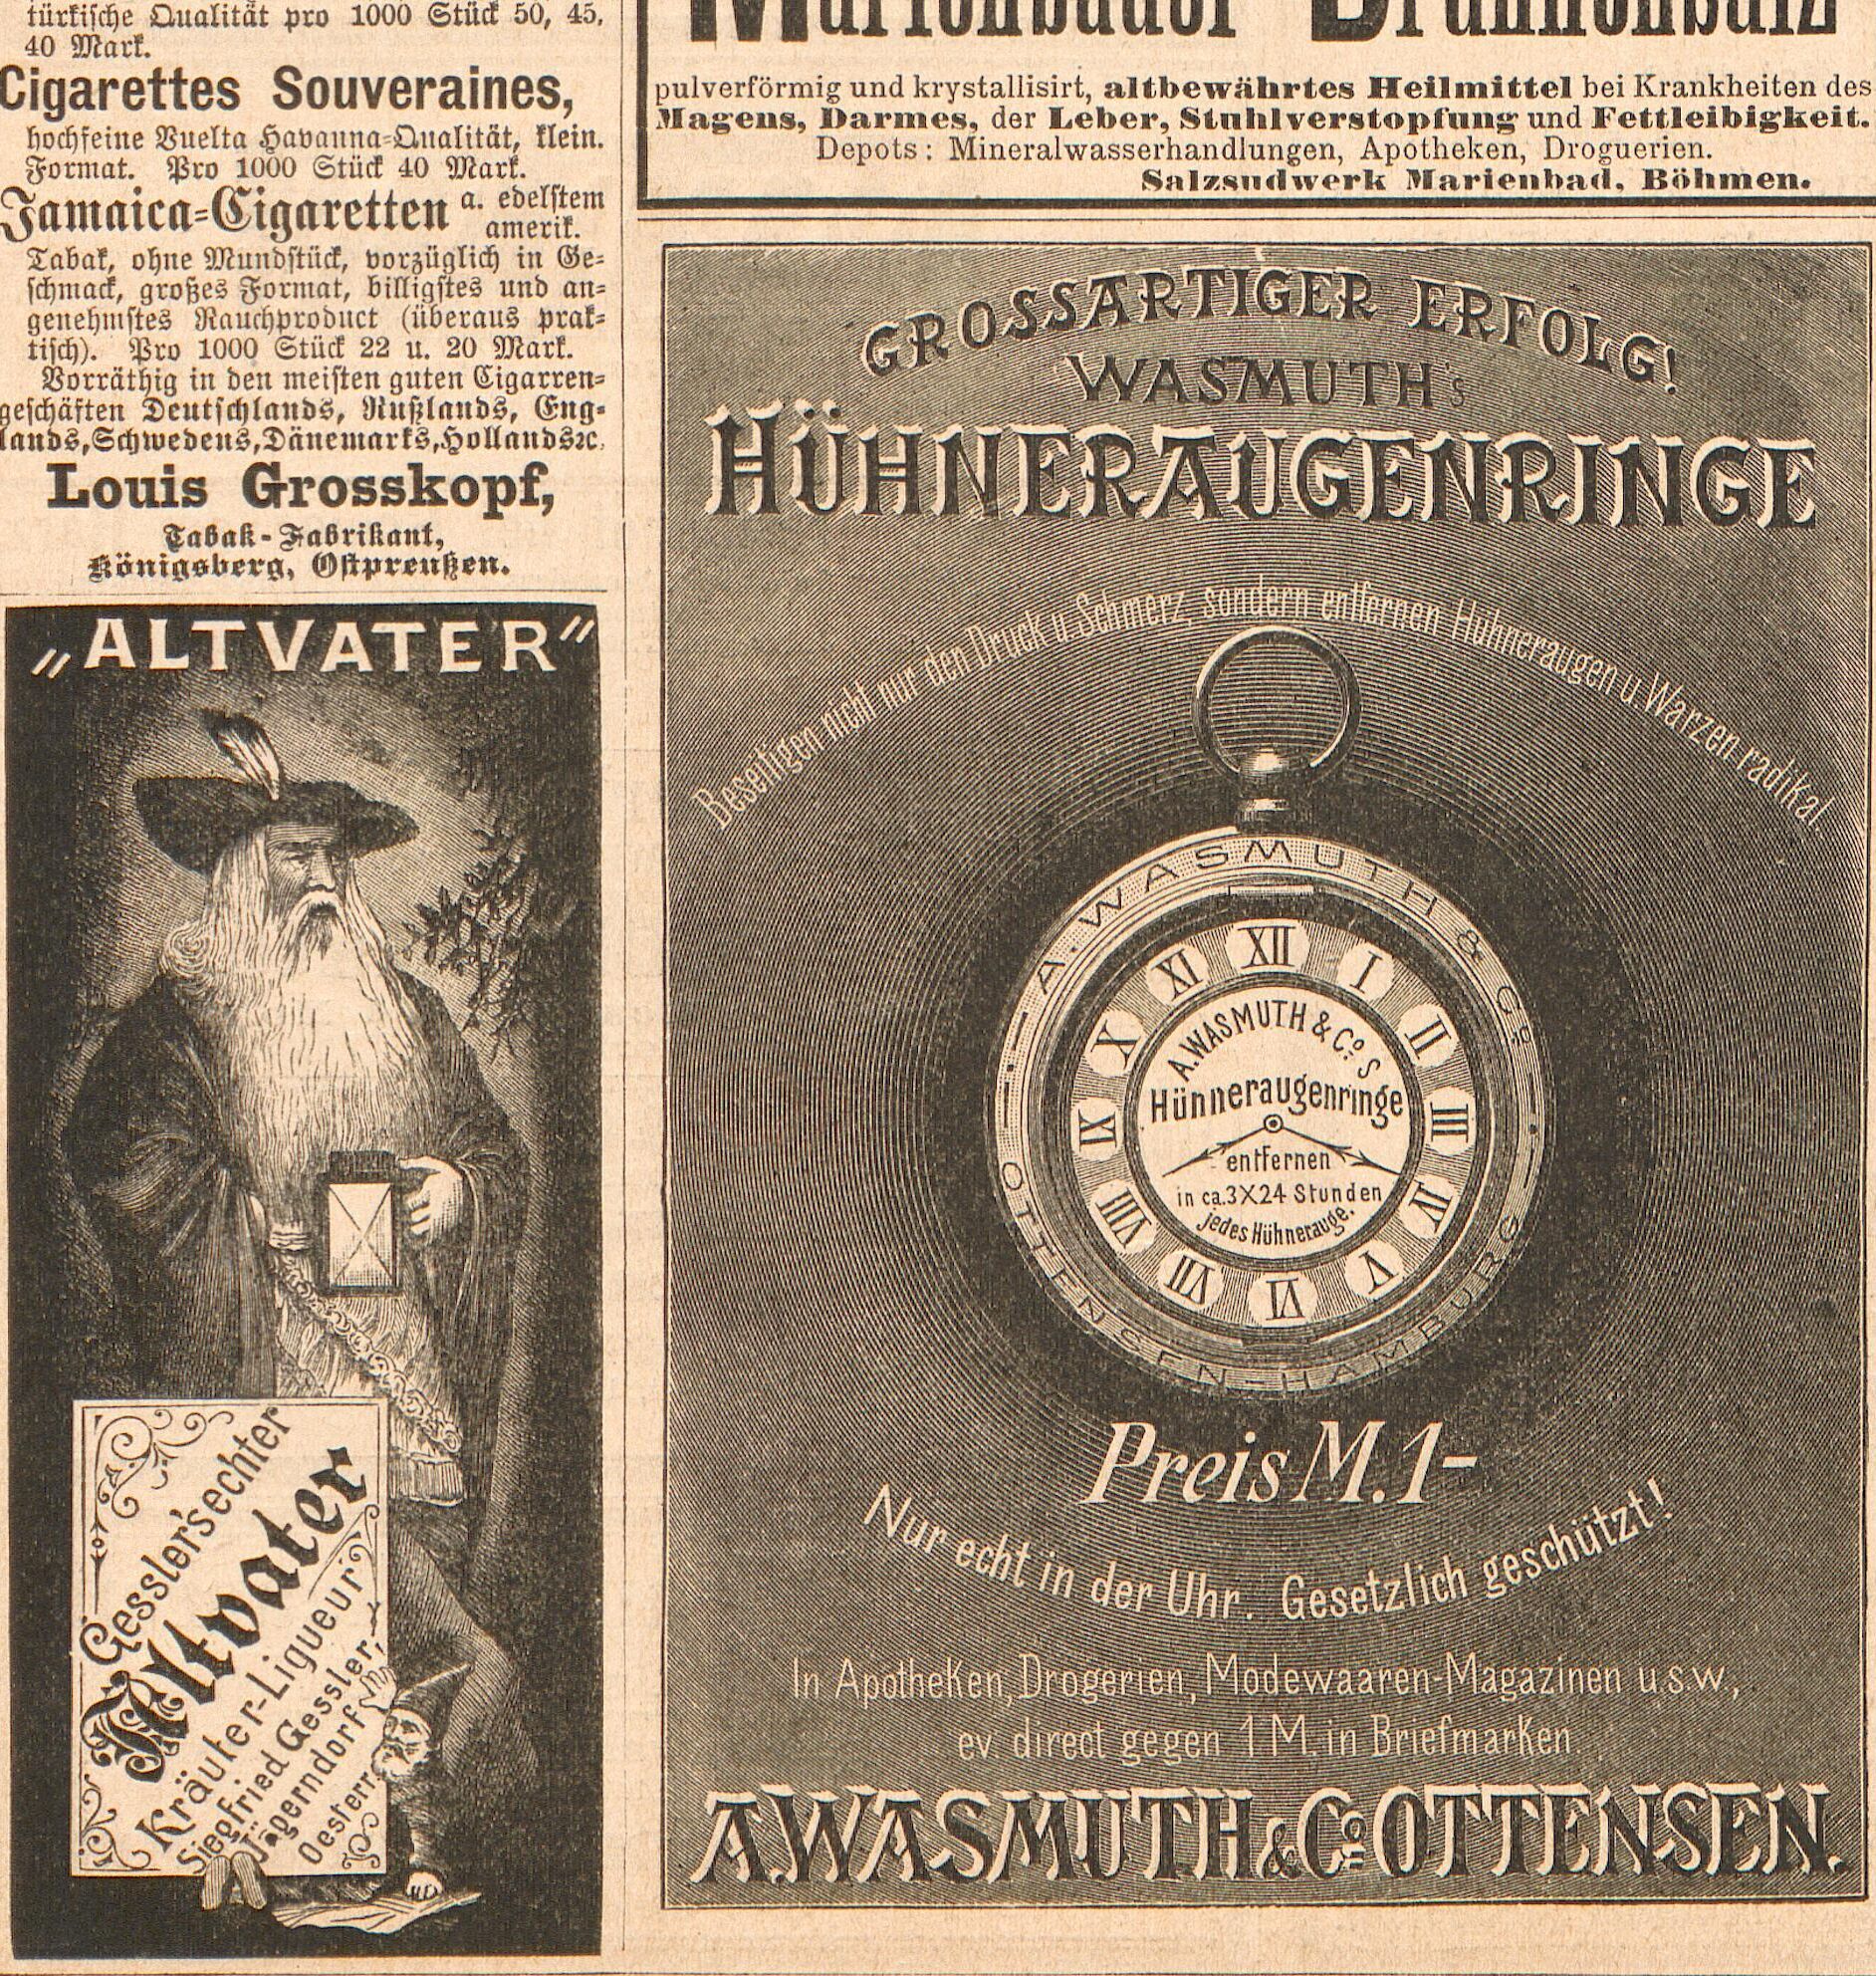 türkische Qualität pro 1000 Stück 50, 45,
40 Mark.
Cigarettes Souveraines,
hochfeine Vuelta Havanna-Qualität, klein.
Format. Pro 1000 Stück 40 Mark.
Jamaica-Cigaretten a. edelstem
amerik.
Tabak, ohne Mundstück, vorzüglich in Ge-
schmack, großes Format, billigstes und an-
genehmstes Rauchproduct (überaus prak-
tisch). Pro 1000 Stück 22 u. 20 Mark.
Vorräthig in den meisten guten Cigarren-
geschäften Deutschlands, Rußlands, Eng-
lands, Schwedens, Dänemarks, Hollands ꝛc.
Louis Grosskopf,
Tabak-Fabrikant,
Königsberg, Ostpreußen.
„ALTVATER"
Gessler's echter
Altvater
Kräuter-Liqueur
Siegfried Gessler,
Jägerndorf
Oesterr.
Marienbader Brunnensalz
pulverförmig und krystallisirt, altbewährtes Heilmittel bei Krankheiten des
Magens, Darmes, der Leber, Stuhlverstopfung und Fettleibigkeit.
Depots: Mineralwasserhandlungen, Apotheken, Droguerien.
Salzsudwerk Marienbad, Böhmen.
GROSSARTIGER ERFOLG!
WASMUTH's
HÜHNERAUGENRINGE
Beseitigen nicht nur den Druck u. Schmerz, sondern entfernen Hühneraugen u. Warzen radikal.
A. WASMUTH & Co.
XII I II III IV V VI VII VIII IX X XI
A. WASMUTH & Co S
Hünneraugenringe
entfernen
in ca. 3X24 Stunden
jedes Hühnerauge.
OTTENSEN-HAMBURG
Preis M. 1-
Nur echt in der Uhr. Gesetzlich geschützt!
In Apotheken, Drogerien, Modewaaren-Magazinen u.s.w.,
ev direct gegen 1 M. in Briefmarken.
A. WASMUTH & Co OTTENSEN.